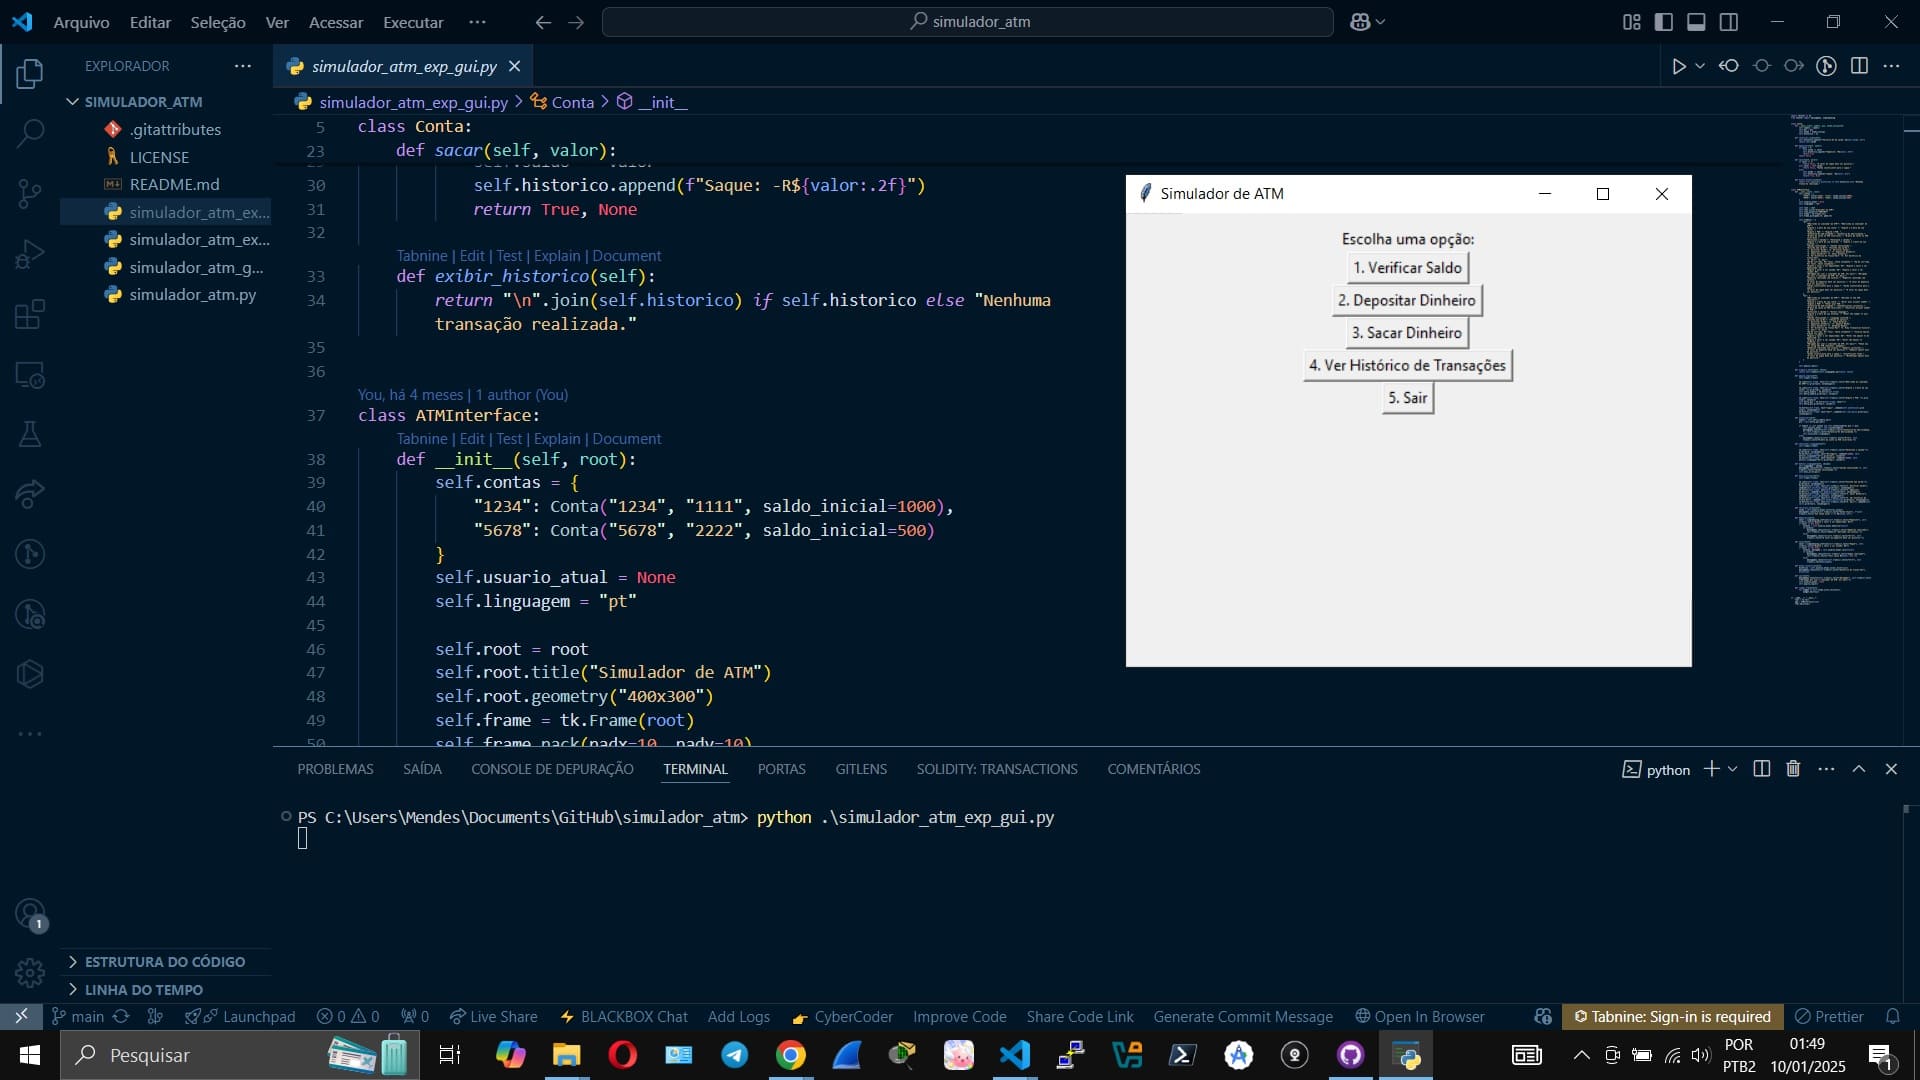 Arquivo Editar Seleção Ver Acessar Executar ··· simulador_atm
EXPLORADOR ···
simulador_atm_exp_gui.py
SIMULADOR_ATM
.gitattributes
LICENSE
README.md
simulador_atm_ex...
simulador_atm_ex...
simulador_atm_g...
simulador_atm.py
simulador_atm_exp_gui.py > Conta > __init__
5 class Conta:
23 def sacar(self, valor):
30 self.historico.append(f"Saque: -R${valor:.2f}")
31 return True, None
32
Tabnine | Edit | Test | Explain | Document
33 def exibir_historico(self):
34 return "\n".join(self.historico) if self.historico else "Nenhuma
transação realizada."
35
36
You, há 4 meses | 1 author (You)
37 class ATMInterface:
Tabnine | Edit | Test | Explain | Document
38 def __init__(self, root):
39 self.contas = {
40 "1234": Conta("1234", "1111", saldo_inicial=1000),
41 "5678": Conta("5678", "2222", saldo_inicial=500)
42 }
43 self.usuario_atual = None
44 self.linguagem = "pt"
45
46 self.root = root
47 self.root.title("Simulador de ATM")
48 self.root.geometry("400x300")
49 self.frame = tk.Frame(root)
50 self.frame.pack(padx=10, pady=10)
Simulador de ATM
Escolha uma opção:
1. Verificar Saldo
2. Depositar Dinheiro
3. Sacar Dinheiro
4. Ver Histórico de Transações
5. Sair
PROBLEMAS SAÍDA CONSOLE DE DEPURAÇÃO TERMINAL PORTAS GITLENS SOLIDITY: TRANSACTIONS COMENTÁRIOS python
PS C:\Users\Mendes\Documents\GitHub\simulador_atm> python .\simulador_atm_exp_gui.py
1
ESTRUTURA DO CÓDIGO
LINHA DO TEMPO
main Launchpad 0 0 0 Live Share BLACKBOX Chat Add Logs CyberCoder Improve Code Share Code Link Generate Commit Message Open In Browser Tabnine: Sign-in is required Prettier
Pesquisar
POR
PTB2
01:49
10/01/2025
1